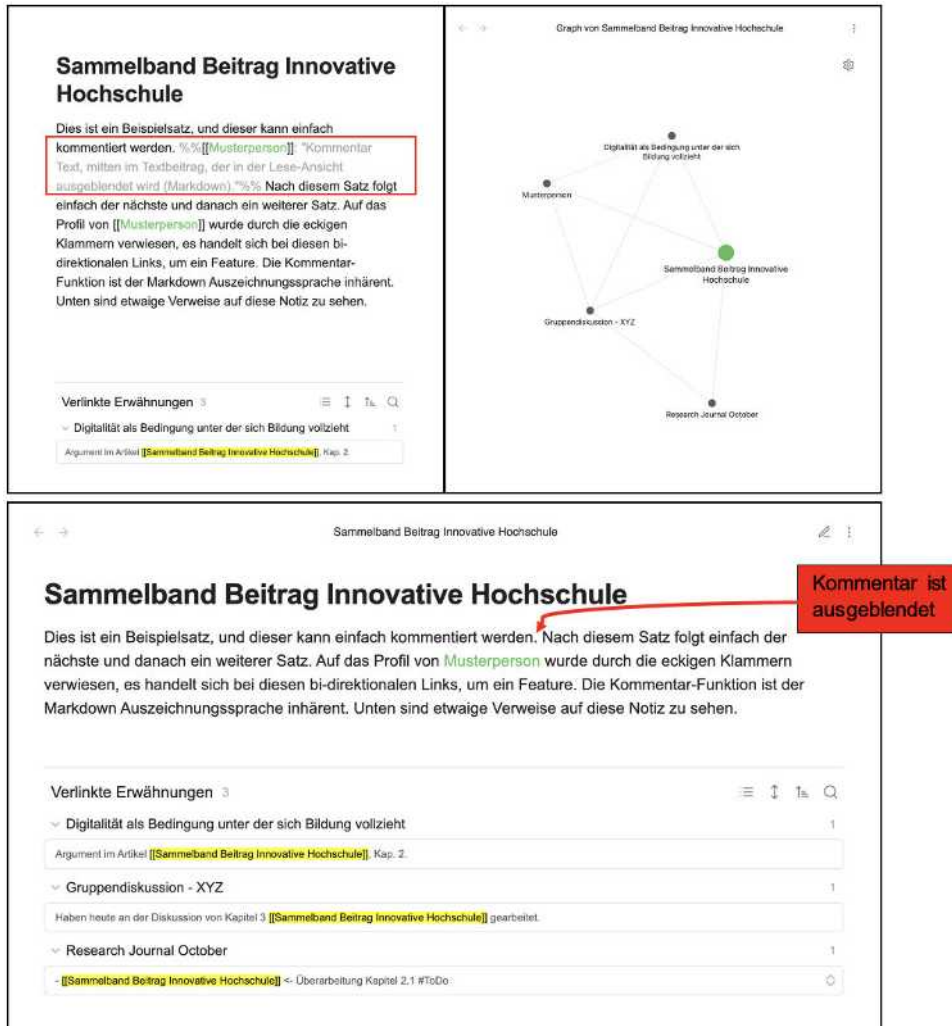 Sammelband Beitrag Innovative
Hochschule
Dies ist ein Beispielsatz, und dieser kann einfach
kommentiert werden. %%[[Musterperson]]: "Kommentar
Text, mitten im Textbeitrag, der in der Lese-Ansicht
ausgeblendet wird (Markdown)."%% Nach diesem Satz folgt
einfach der nächste und danach ein weiterer Satz. Auf das
Profil von [[Musterperson]] wurde durch die eckigen
Klammern verwiesen, es handelt sich bei diesen bi-
direktionalen Links, um ein Feature. Die Kommentar-
Funktion ist der Markdown Auszeichnungssprache inhärent.
Unten sind etwaige Verweise auf diese Notiz zu sehen.
Verlinkte Erwähnungen 3
Digitalität als Bedingung unter der sich Bildung vollzieht 1
Argument im Artikel [[Sammelband Beitrag Innovative Hochschule]], Kap. 2.
Graph von Sammelband Beitrag Innovative Hochschule
Digitalität als Bedingung unter der sich
Bildung vollzieht
Musterperson
Sammelband Beitrag Innovative
Hochschule
Gruppendiskussion - XYZ
Research Journal October
Sammelband Beitrag Innovative Hochschule
Kommentar ist
ausgeblendet
Sammelband Beitrag Innovative Hochschule
Dies ist ein Beispielsatz, und dieser kann einfach kommentiert werden. Nach diesem Satz folgt einfach der
nächste und danach ein weiterer Satz. Auf das Profil von Musterperson wurde durch die eckigen Klammern
verwiesen, es handelt sich bei diesen bi-direktionalen Links, um ein Feature. Die Kommentar-Funktion ist der
Markdown Auszeichnungssprache inhärent. Unten sind etwaige Verweise auf diese Notiz zu sehen.
Verlinkte Erwähnungen 3
Digitalität als Bedingung unter der sich Bildung vollzieht 1
Argument im Artikel [[Sammelband Beitrag Innovative Hochschule]], Kap. 2.
Gruppendiskussion - XYZ 1
Haben heute an der Diskussion von Kapitel 3 [[Sammelband Beitrag Innovative Hochschule]] gearbeitet.
Research Journal October 1
- [[Sammelband Beitrag Innovative Hochschule]] <- Überarbeitung Kapitel 2.1 #ToDo